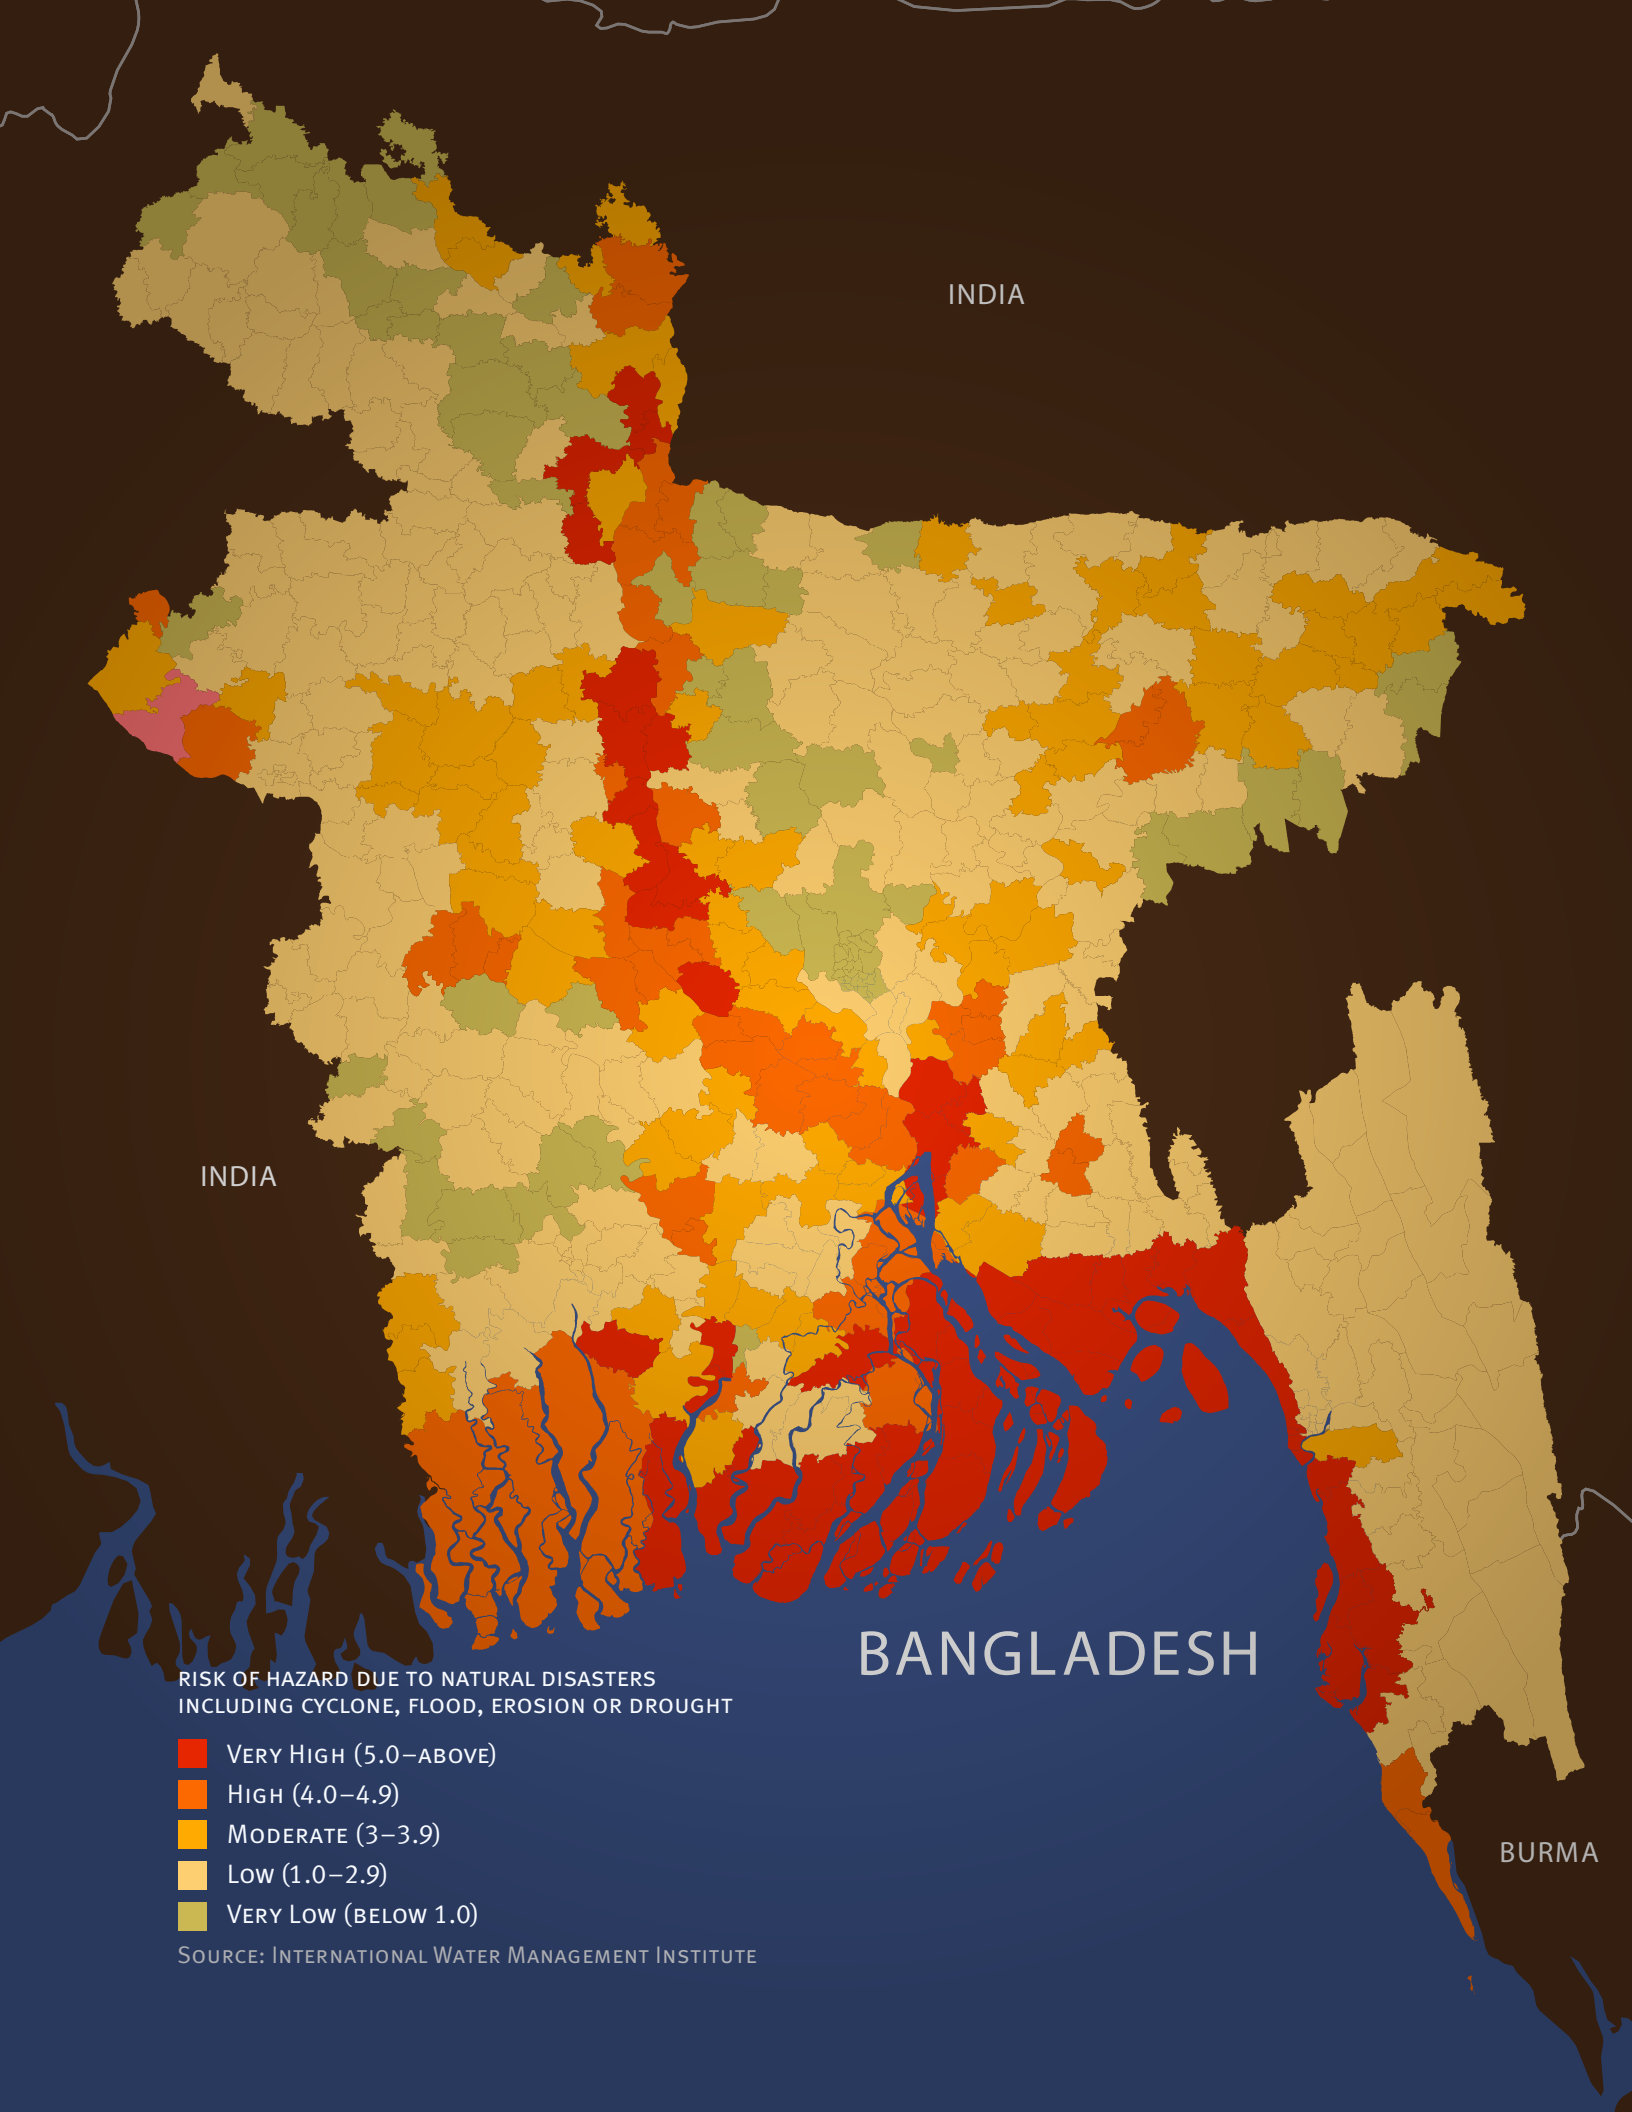 INDIA
INDIA
BANGLADESH
RISK OF HAZARD DUE TO NATURAL DISASTERS
INCLUDING CYCLONE, FLOOD, EROSION OR DROUGHT
VERY HIGH (5.0–ABOVE)
HIGH (4.0–4.9)
MODERATE (3–3.9)
BURMA
LOW (1.0–2.9)
VERY LOW (BELOW 1.0)
SOURCE: INTERNATIONAL WATER MANAGEMENT INSTITUTE